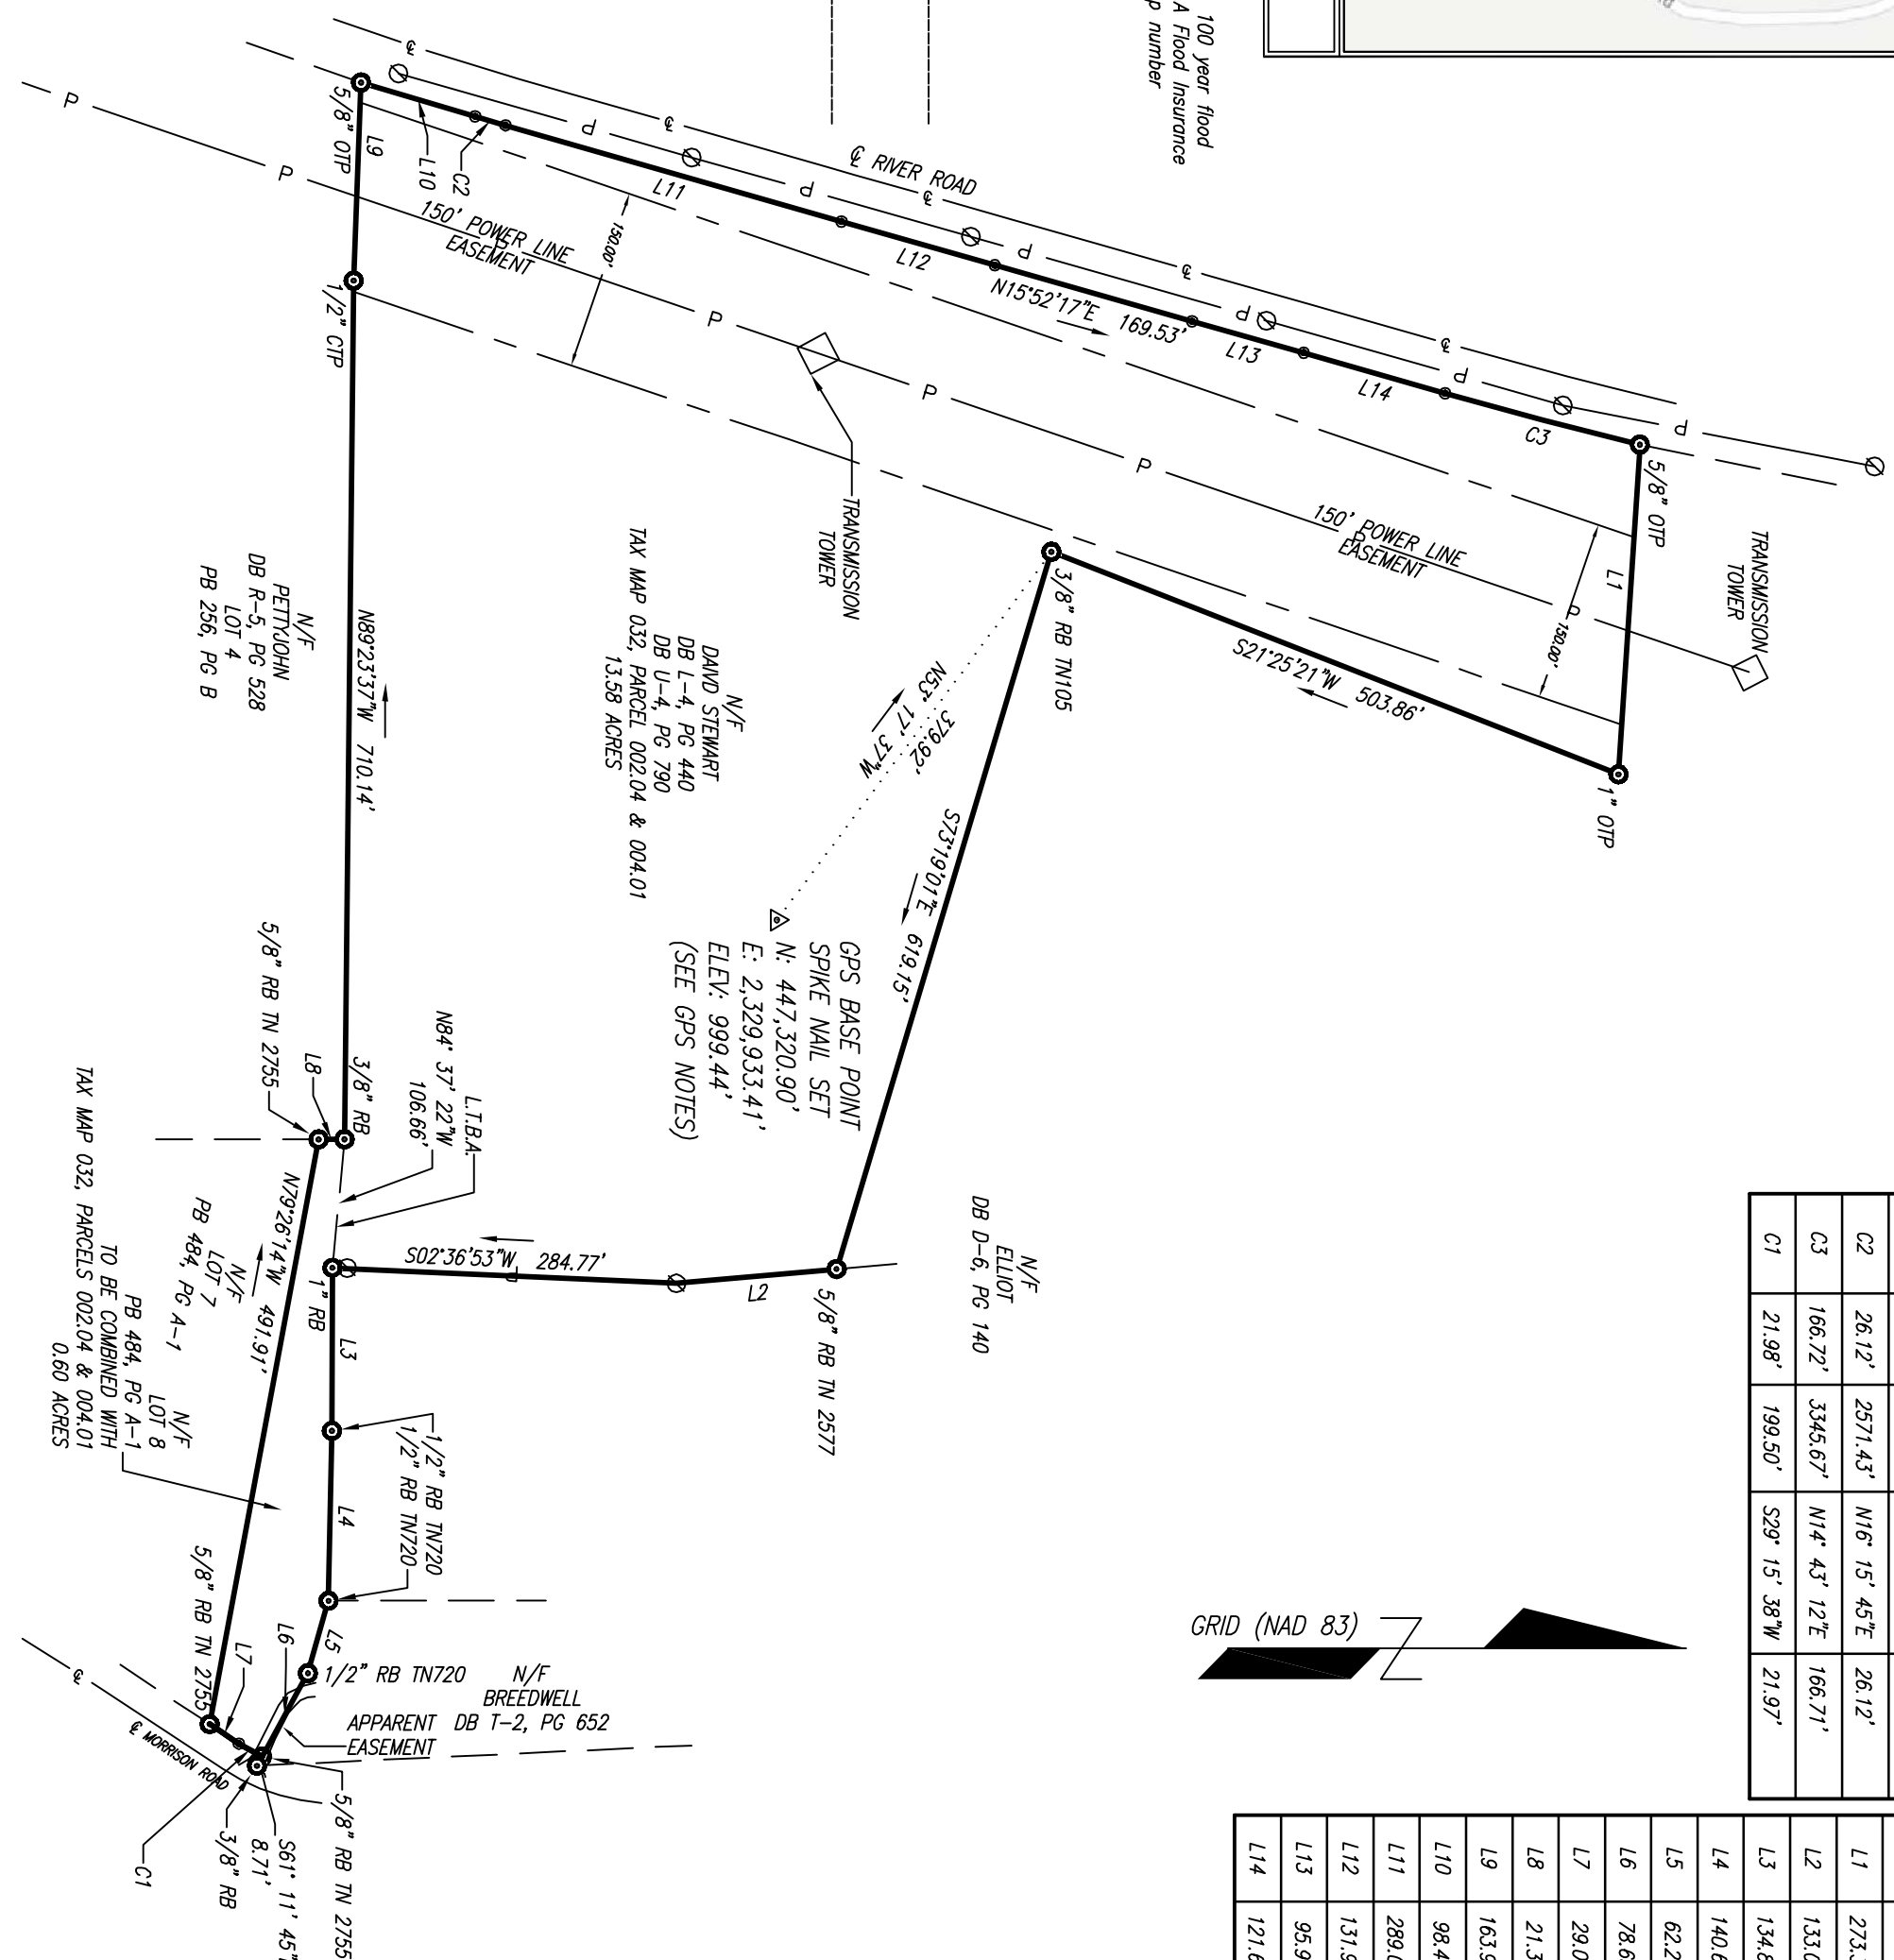 100 year flood
A Flood Insurance
p number
℄ RIVER ROAD
5/8" OTP
L9
L10
C2
L11
L12
N15°52'17"E 169.53'
L13
L14
C3
5/8" OTP
L1
1" OTP
150' POWER LINE
EASEMENT
150.00'
150' POWER LINE
EASEMENT
150.00'
TRANSMISSION
TOWER
TRANSMISSION
TOWER
1/2" CTP
S21°25'21"W 503.86'
3/8" RB TN105
N53° 17' 37"W
379.92'
S73°19'01"E 619.15'
N/F
DAIVD STEWART
DB L-4, PG 440
DB U-4, PG 790
TAX MAP 032, PARCEL 002.04 & 004.01
13.58 ACRES
N/F
PETTYJOHN
DB R-5, PG 528
LOT 4
PB 256, PG B
N89°23'37"W 710.14'
GPS BASE POINT
SPIKE NAIL SET
N: 447,320.90'
E: 2,329,933.41'
ELEV: 999.44'
(SEE GPS NOTES)
N/F
ELLIOT
DB D-6, PG 140
5/8" RB TN 2577
L2
S02°36'53"W 284.77'
L.T.B.A.
N84° 37' 22"W
106.66'
3/8" RB
L8
5/8" RB TN 2755
1" RB
L3
1/2" RB TN720
1/2" RB TN720
L4
L5
L6
L7
N79°26'14"W 491.91'
N/F
LOT 7
PB 484, PG A-1
N/F
LOT 8
PB 484, PG A-1
TO BE COMBINED WITH
TAX MAP 032, PARCELS 002.04 & 004.01
0.60 ACRES
5/8" RB TN 2755
1/2" RB TN720
N/F
BREEDWELL
DB T-2, PG 652
APPARENT
EASEMENT
℄ MORRISON ROAD
5/8" RB TN 2755
S61° 11' 45"
8.71'
3/8" RB
C1
GRID (NAD 83)
C2 26.12' 2571.43' N16° 15' 45"E 26.12'
C3 166.72' 3345.67' N14° 43' 12"E 166.71'
C1 21.98' 199.50' S29° 15' 38"W 21.97'
L1 273.
L2 133.0
L3 134.8
L4 140.6
L5 62.2
L6 78.6
L7 29.0
L8 21.3
L9 163.9
L10 98.4
L11 289.0
L12 131.9
L13 95.9
L14 121.6